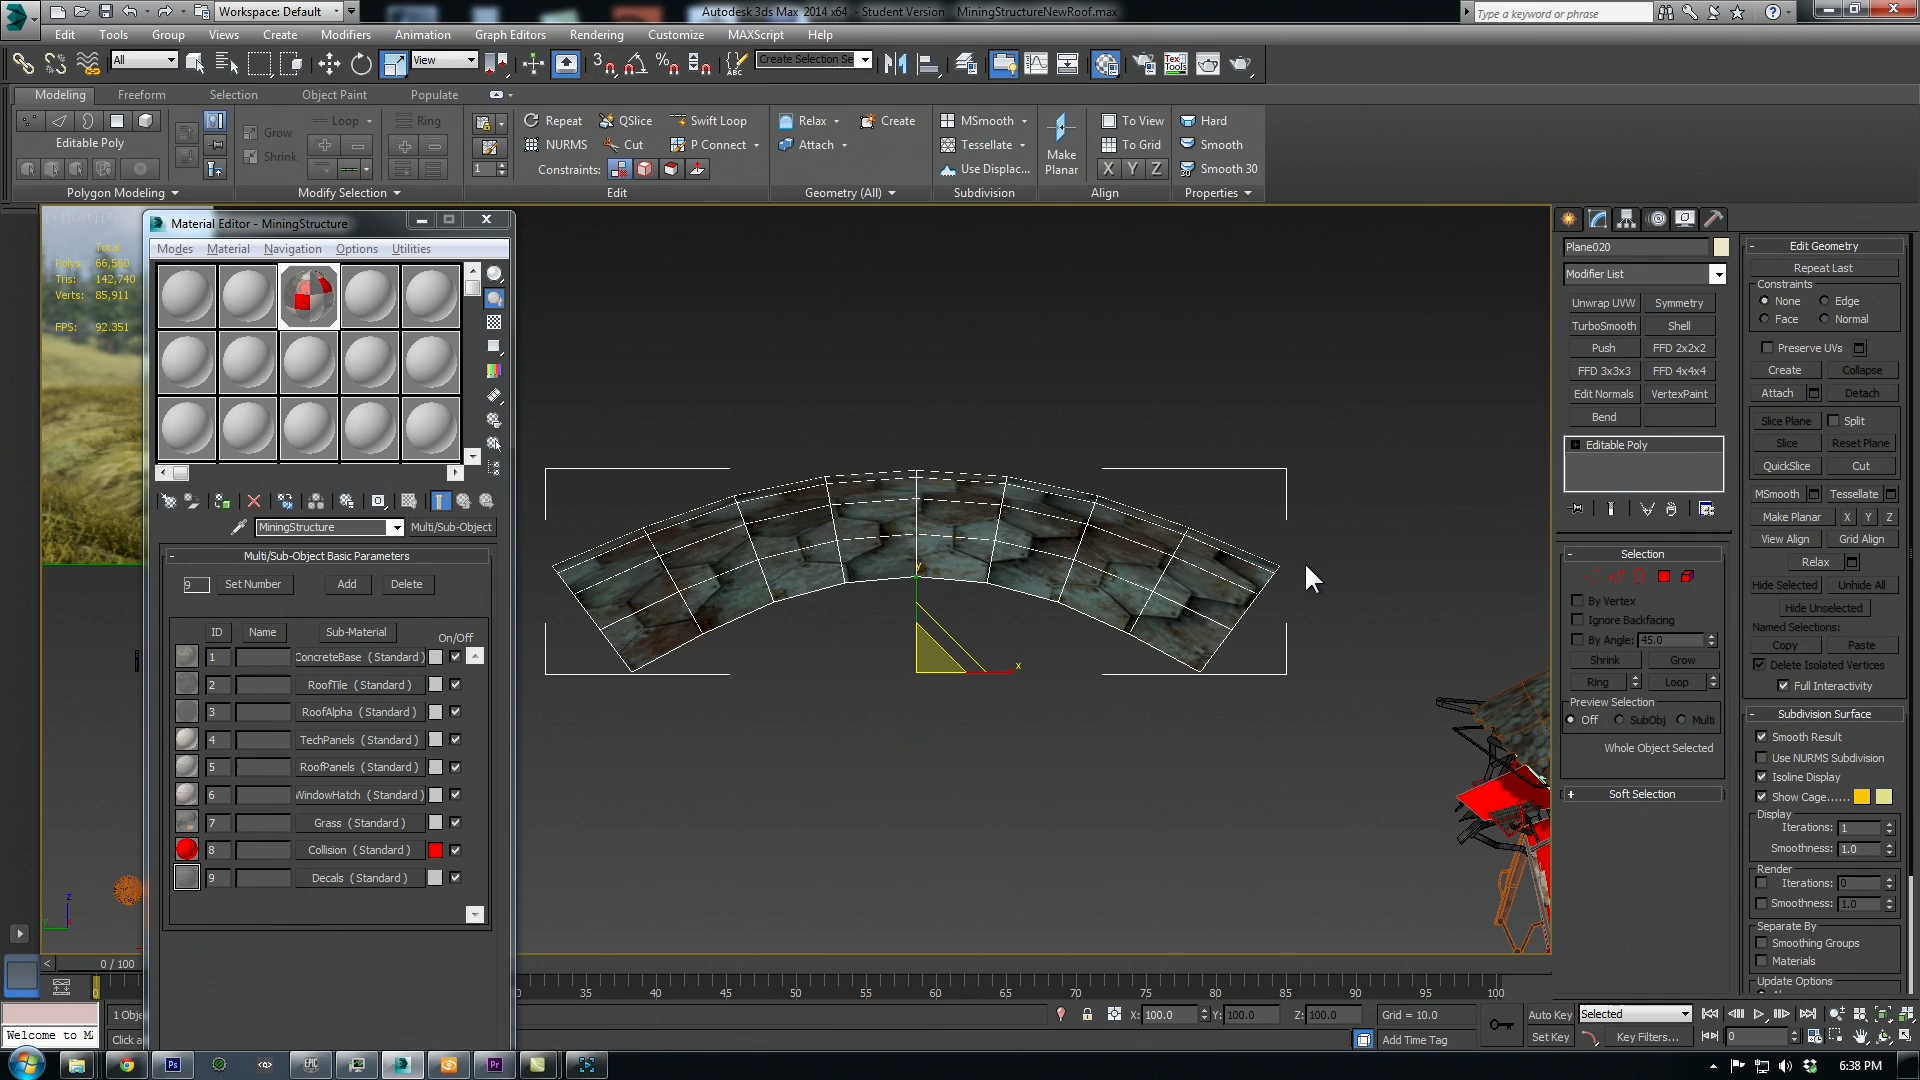 Workspace: Default
Autodesk 3ds Max 2014 x64 - Student Version MiningStructureNewRoof.max
Type a keyword or phrase
Edit Tools Group Views Create Modifiers Animation Graph Editors Rendering Customize MAXScript Help
All View Create Selection Se
Modeling Freeform Selection Object Paint Populate
Editable Poly
Polygon Modeling
Grow Loop Ring
Shrink
Modify Selection
Repeat QSlice Swift Loop
NURMS Cut P Connect
1 Constraints:
Edit
Relax Create
Attach
Geometry (All)
MSmooth
Tessellate
Use Displac...
Subdivision
Make Planar
To View
To Grid
X Y Z
Align
Hard
Smooth
Smooth 30
Properties
Total
Polys: 66,560
Tris: 142,740
Verts: 85,911
FPS: 92.351
Material Editor - MiningStructure
Modes Material Navigation Options Utilities
MiningStructure Multi/Sub-Object
Multi/Sub-Object Basic Parameters
9 Set Number Add Delete
ID Name Sub-Material On/Off
1 ConcreteBase ( Standard )
2 RoofTile ( Standard )
3 RoofAlpha ( Standard )
4 TechPanels ( Standard )
5 RoofPanels ( Standard )
6 WindowHatch ( Standard )
7 Grass ( Standard )
8 Collision ( Standard )
9 Decals ( Standard )
y
x
z
Plane020
Modifier List
Unwrap UVW Symmetry
TurboSmooth Shell
Push FFD 2x2x2
FFD 3x3x3 FFD 4x4x4
Edit Normals VertexPaint
Bend
Editable Poly
Selection
By Vertex
Ignore Backfacing
By Angle: 45.0
Shrink Grow
Ring Loop
Preview Selection
Off SubObj Multi
Whole Object Selected
Soft Selection
Edit Geometry
Repeat Last
Constraints
None Edge
Face Normal
Preserve UVs
Create Collapse
Attach Detach
Slice Plane Split
Slice Reset Plane
QuickSlice Cut
MSmooth Tessellate
Make Planar X Y Z
View Align Grid Align
Relax
Hide Selected Unhide All
Hide Unselected
Named Selections:
Copy Paste
Delete Isolated Vertices
Full Interactivity
Subdivision Surface
Smooth Result
Use NURMS Subdivision
Isoline Display
Show Cage......
Display
Iterations: 1
Smoothness: 1.0
Render
Iterations: 0
Smoothness: 1.0
Separate By
Smoothing Groups
Materials
Update Options
0 / 100
35 40 45 50 55 60 65 70 75 80 85 90 95 100
1 Obje
X: 100.0 Y: 100.0 Z: 100.0 Grid = 10.0
Auto Key Selected
Welcome to M
Click a
Add Time Tag
Set Key Key Filters... 0
Ps EPIC Pr
6:38 PM